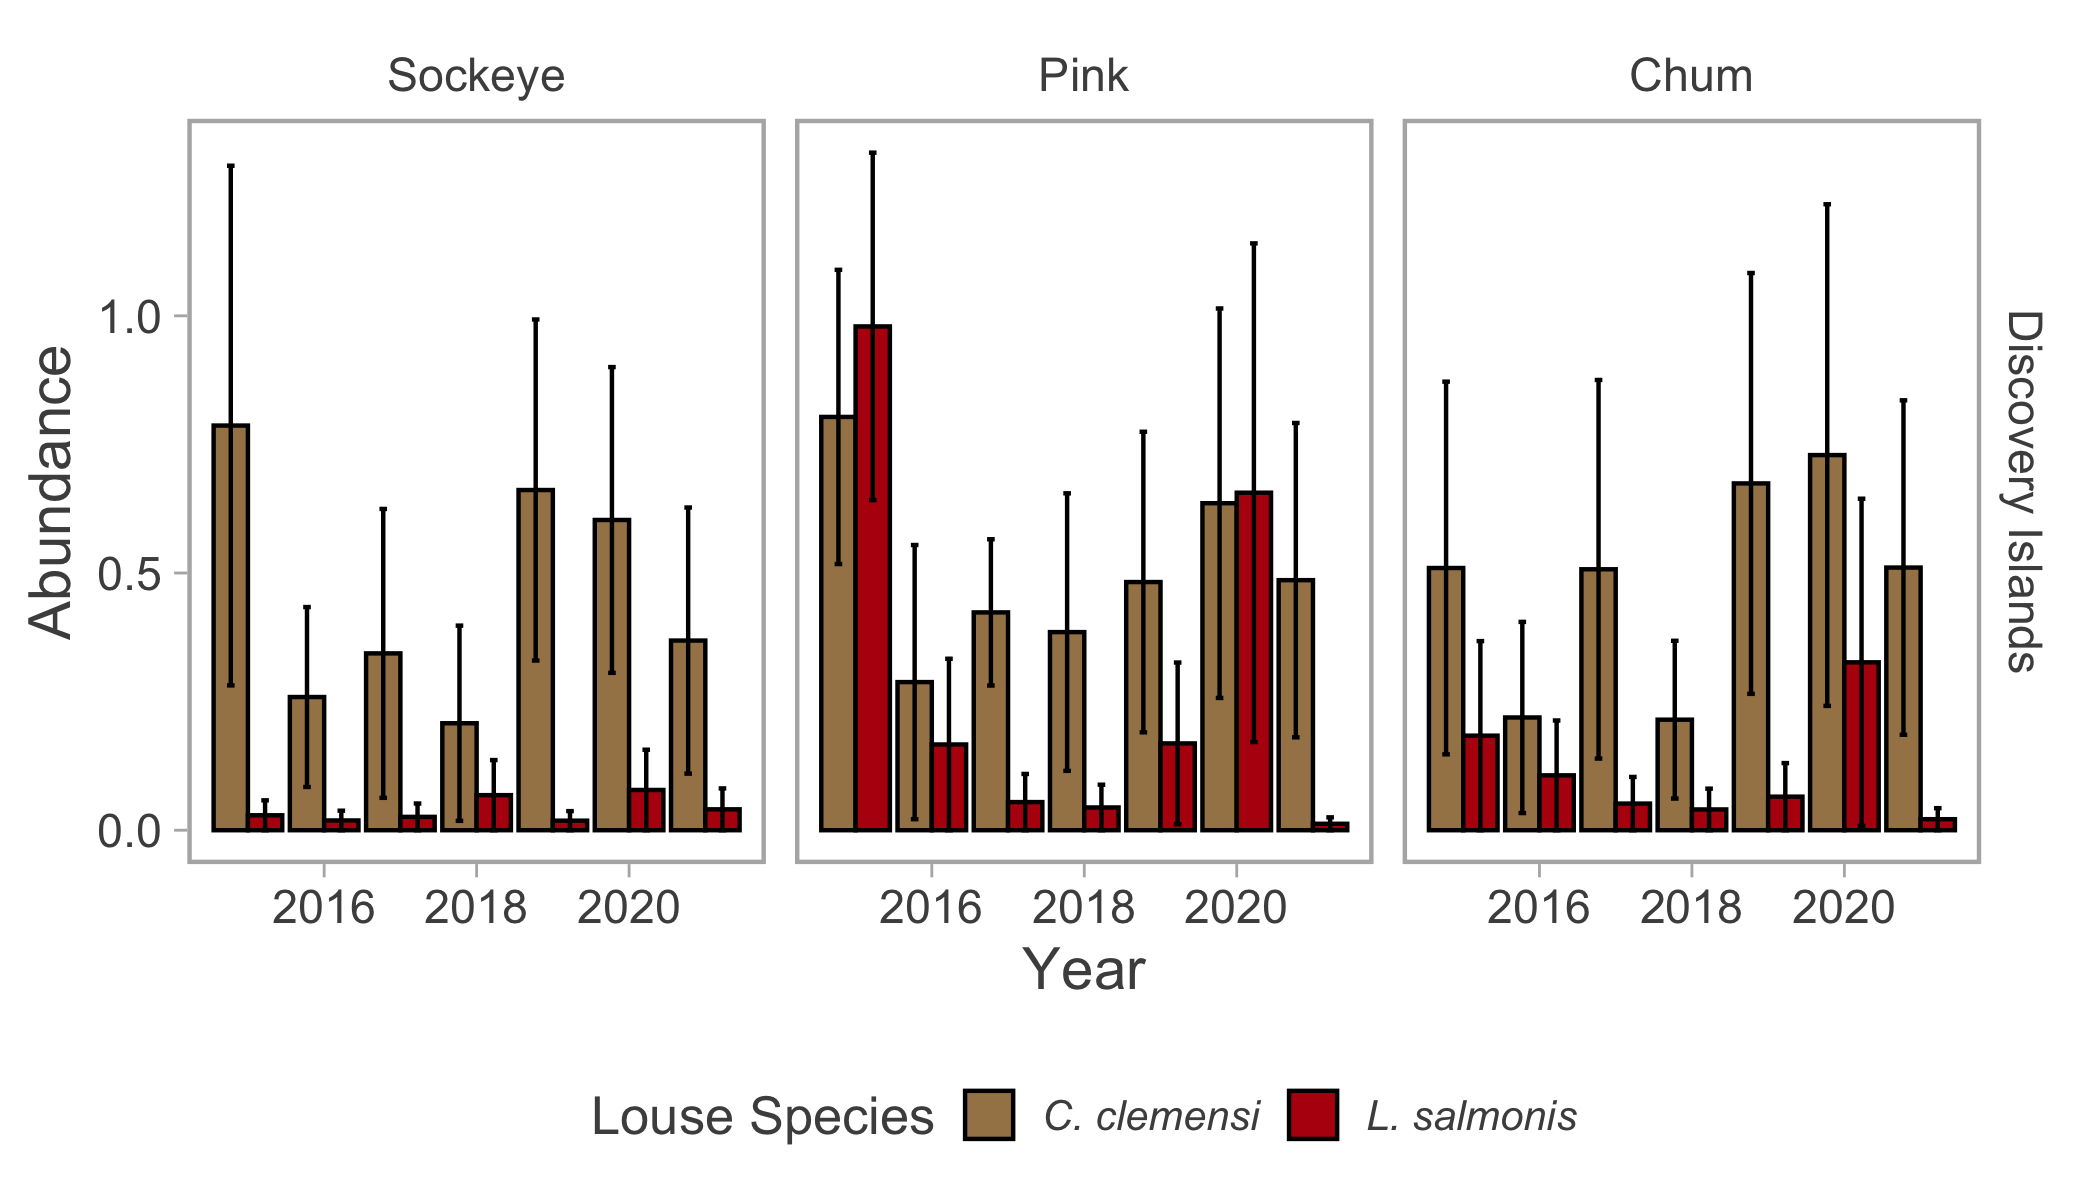 Sockeye Pink Chum
Abundance
1.0
0.5
0.0
Discovery Islands
2016 2018 2020 2016 2018 2020 2016 2018 2020
Year
Louse Species C. clemensi L. salmonis